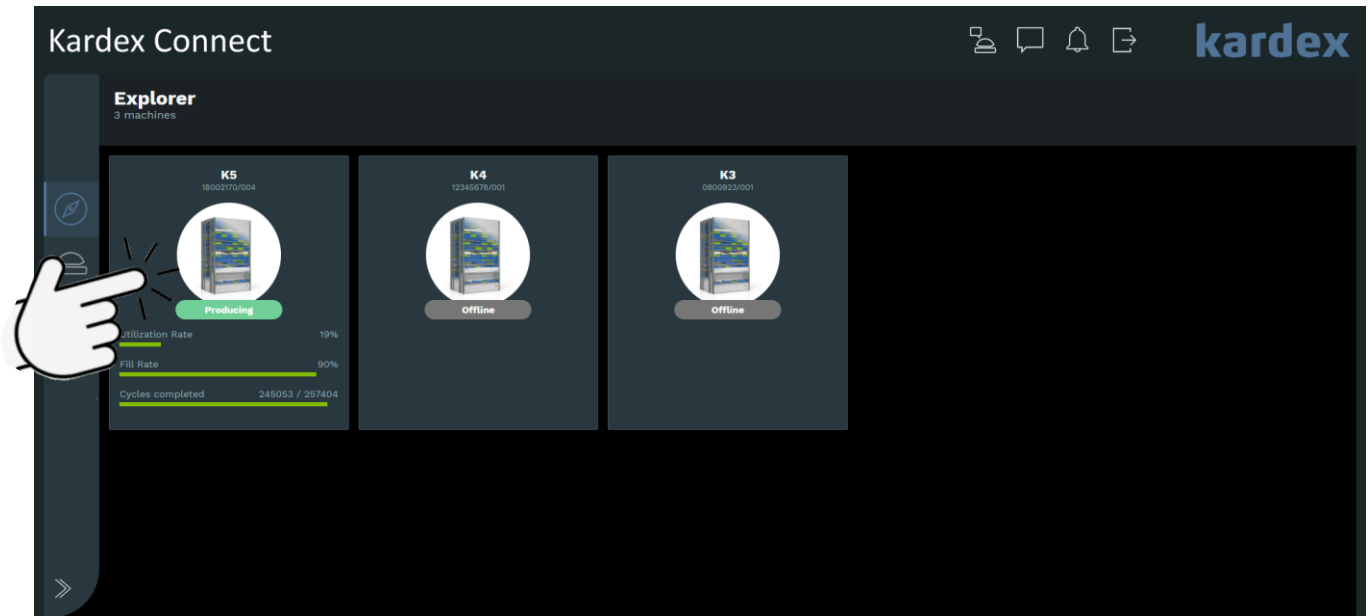 Kardex Connect
kardex
Explorer
3 machines
K5
18002170/004
Producing
Utilization Rate 19%
Fill Rate 90%
Cycles completed 245053 / 257404
K4
12345678/001
Offline
K3
0800923/001
Offline